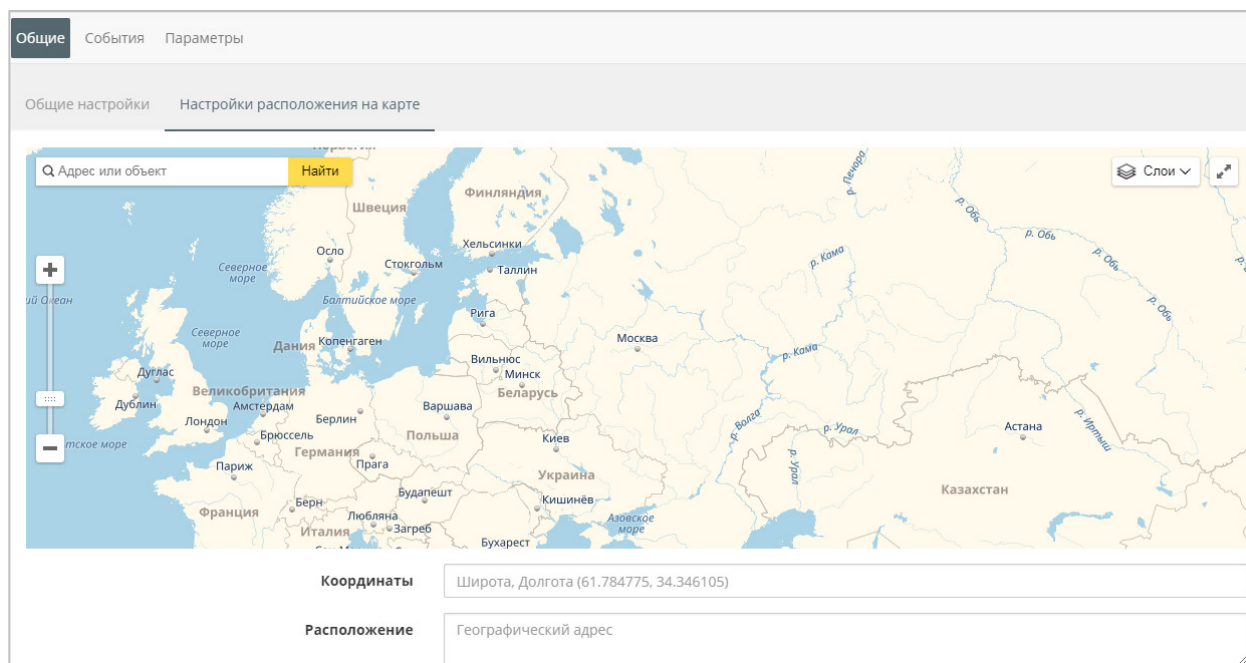 Общие События Параметры
Общие настройки Настройки расположения на карте
Адрес или объект Найти
Слои
Швеция
Финляндия
р. Печора
р. Обь
р. Обь
р. Обь
р. Обь
Осло
Стокгольм
Хельсинки
Таллин
р. Кама
Северное
море
Балтийское море
Рига
Северное
море
Дания
Копенгаген
Москва
р. Кама
Вильнюс
Минск
Беларусь
Дуглас
Дублин
Великобритания
Лондон
Амстердам
Берлин
Варшава
р. Волга
р. Урал
Астана
р. Иртыш
Брюссель
Польша
Киев
Германия
Прага
Париж
Украина
р. Урал
Казахстан
Берн
Будапешт
Кишинёв
Франция
Любляна
Италия
Загреб
Бухарест
Азовское
море
Координаты Широта, Долгота (61.784775, 34.346105)
Расположение Географический адрес